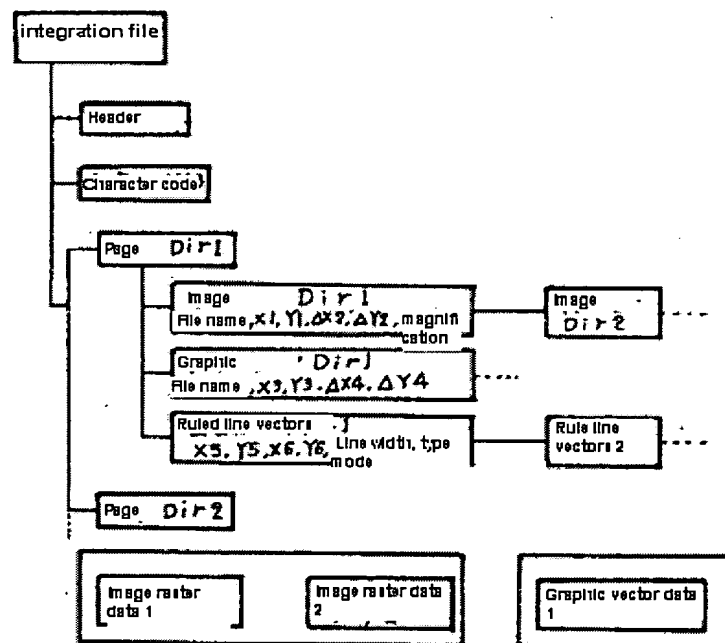 integration file
Header
Character code
Page Dir1
Image Dir1
File name, X1, Y1, ΔX2, ΔY2, magnification
Image
Dir2
Graphic Dir1
File name, X3, Y3. ΔX4, ΔY4
Ruled line vectors
X5, Y5, X6, Y6, Line width, type
mode
Rule line
vectors 2
Page Dir2
Image raster
data 1
Image raster data
2
Graphic vector data
1